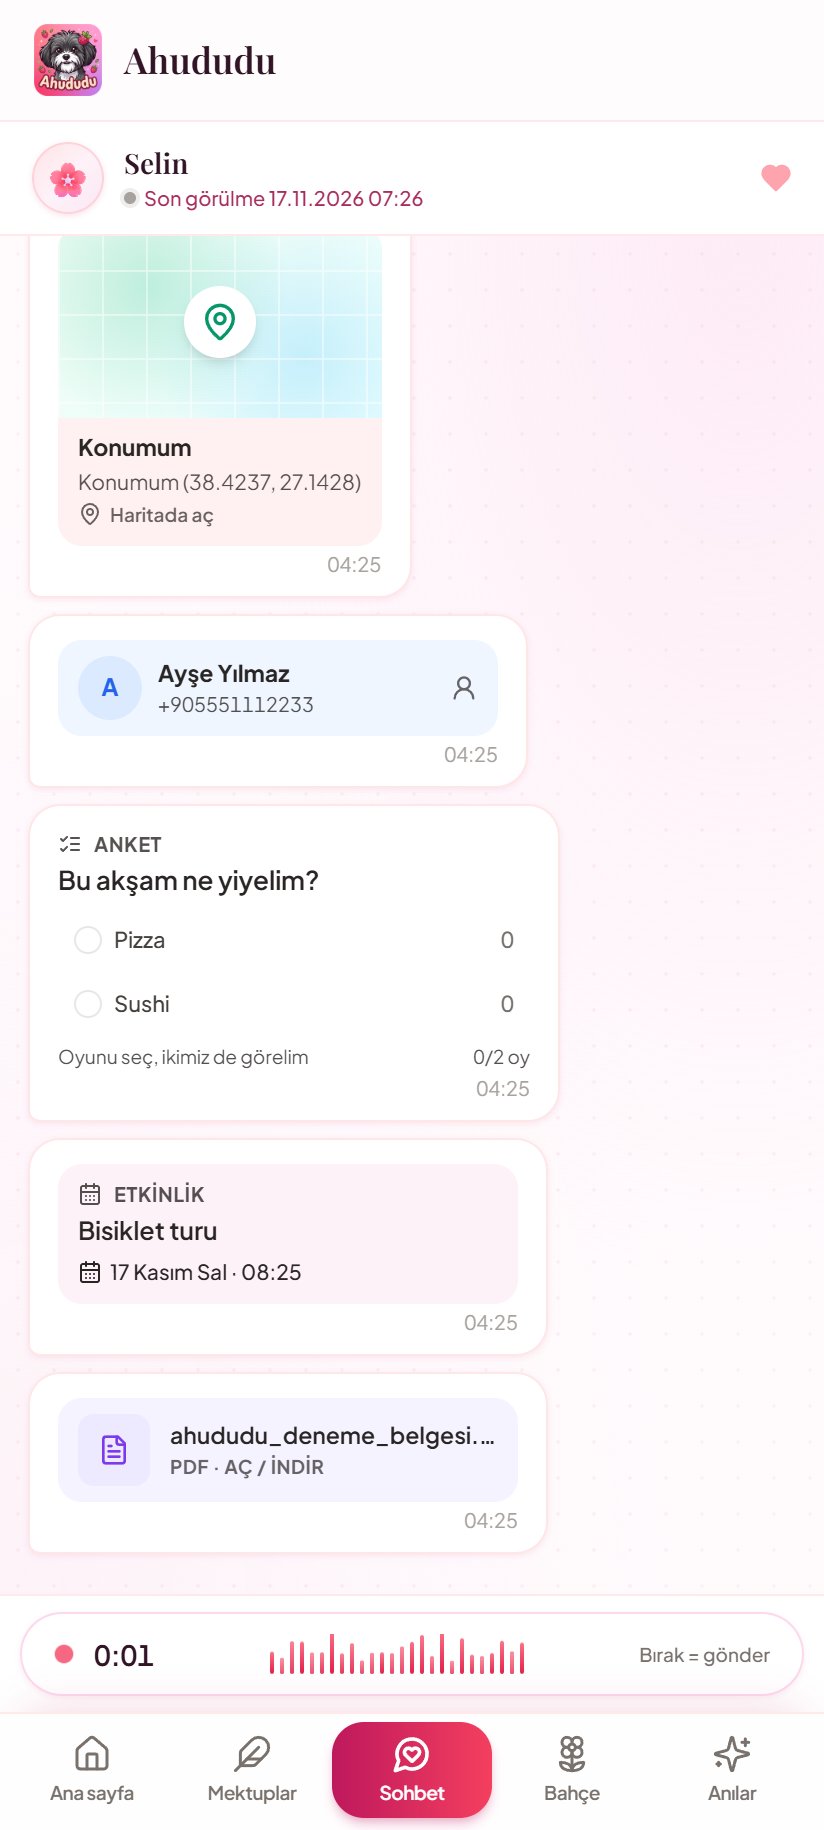 Ahududu
Ahududu
Selin
Son görülme 17.11.2026 07:26
Konumum
Konumum (38.4237, 27.1428)
Haritada aç
04:25
A
Ayşe Yılmaz
+905551112233
04:25
ANKET
Bu akşam ne yiyelim?
Pizza 0
Sushi 0
Oyunu seç, ikimiz de görelim 0/2 oy
04:25
ETKİNLİK
Bisiklet turu
17 Kasım Sal · 08:25
04:25
ahududu_deneme_belgesi.…
PDF · AÇ / İNDİR
04:25
0:01 Bırak = gönder
Ana sayfa Mektuplar Sohbet Bahçe Anılar